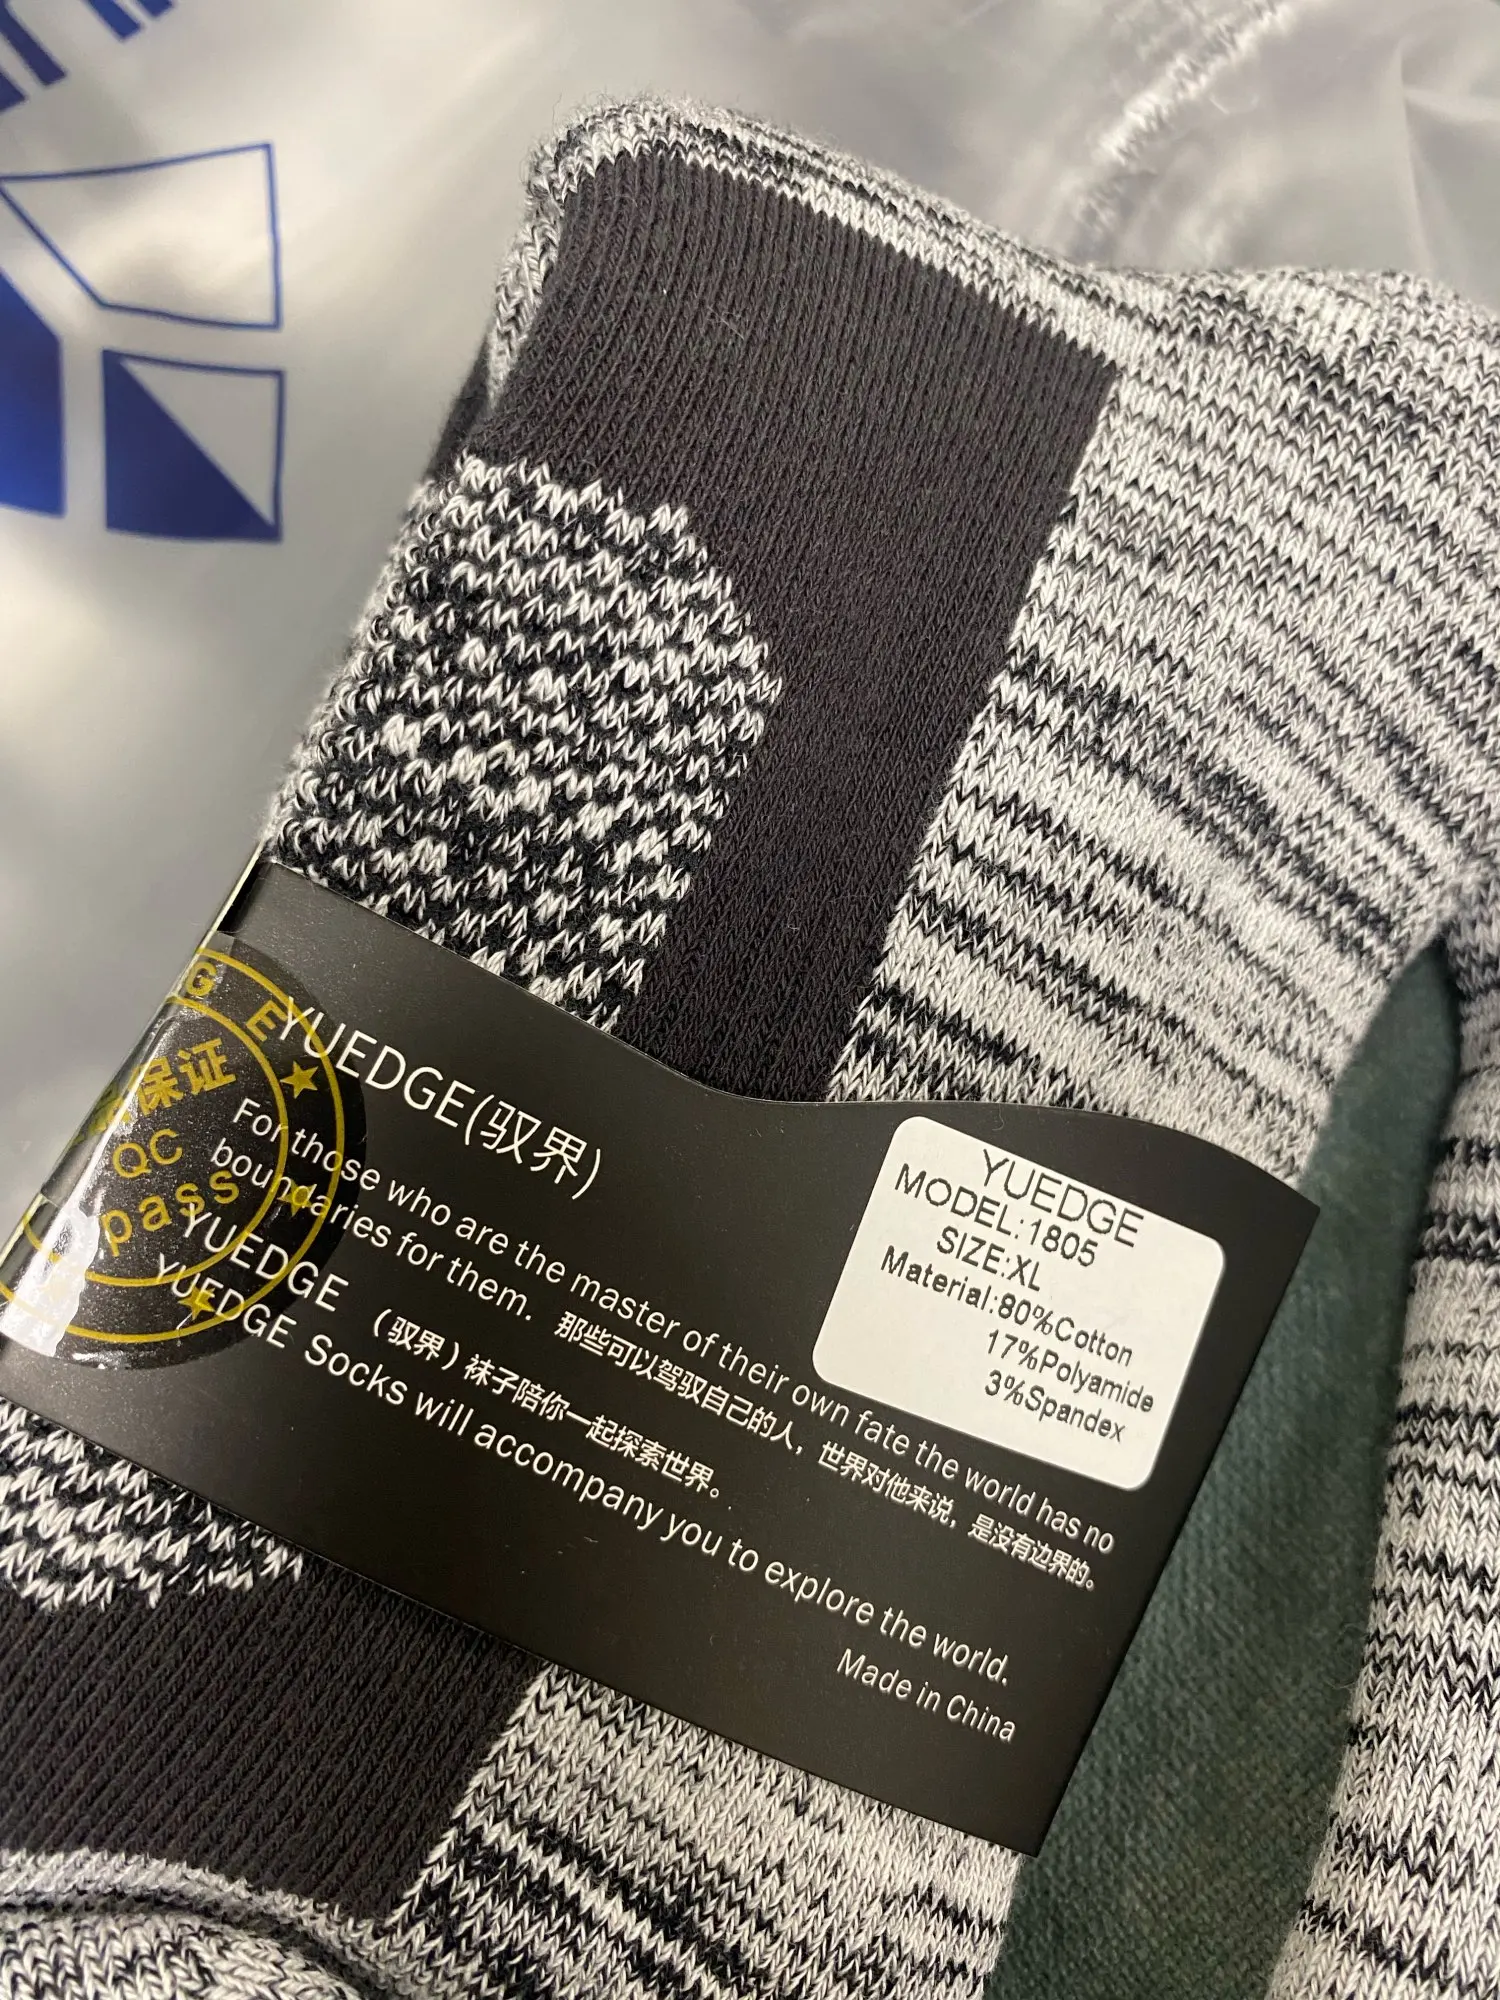 YUEDGE(驭界)
For those who are the master of their own fate the world has no
boundaries for them. 那些可以驾驭自己的人，世界对他来说，是没有边界的。
YUEDGE （驭界）袜子陪你一起探索世界。
YUEDGE Socks will accompany you to explore the world.
Made in China
YUEDGE
MODEL:1805
SIZE:XL
Material:80%Cotton
17%Polyamide
3%Spandex
G E
保证
QC
pass